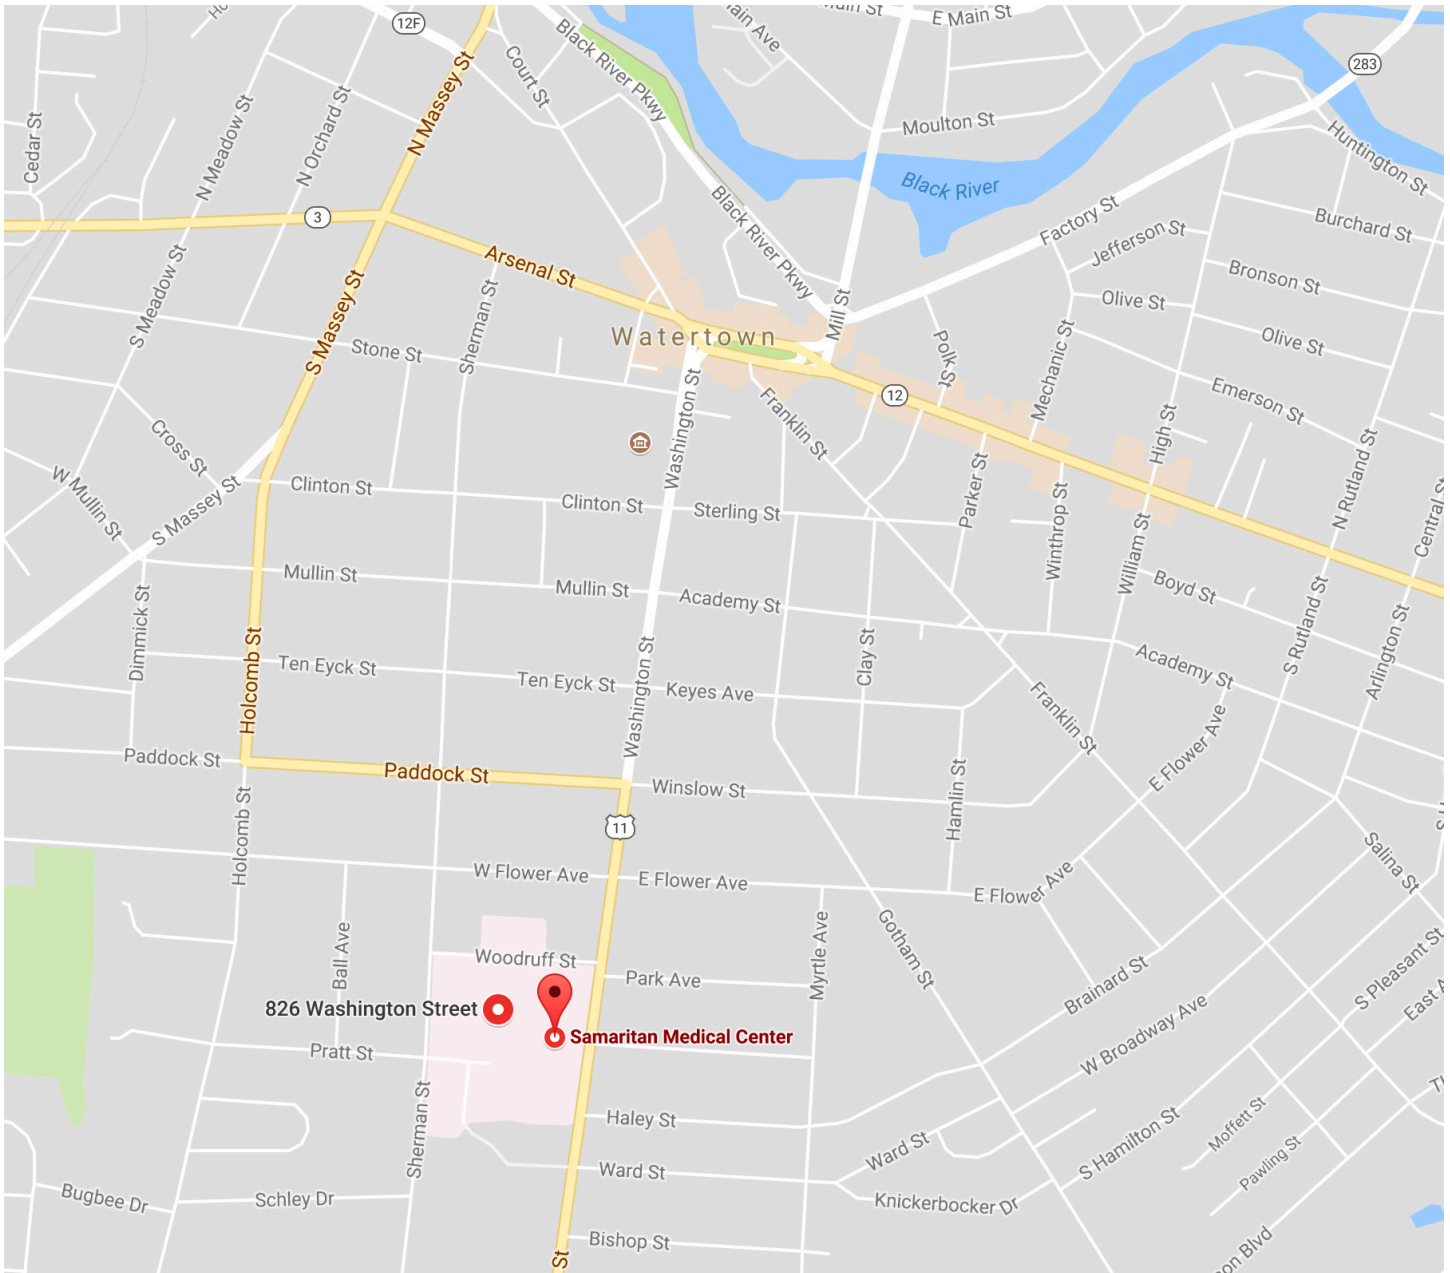 12F
E Main St
Court St
Black River Pkwy
283
N Massey St
Moulton St
Cedar St
N Meadow St
N Orchard St
Huntington St
Black River
Black River Pkwy
3
Factory St
Burchard St
Jefferson St
Arsenal St
S Meadow St
Bronson St
S Massey St
Sherman St
Olive St
Mill St
Watertown
Stone St
Polk St
Olive St
Mechanic St
12
Washington St
Franklin St
Emerson St
Cross St
High St
W Mullin St
N Rutland St
Clinton St
Clinton St
Sterling St
Parker St
S Massey St
Winthrop St
Central St
William St
Mullin St
Mullin St
Academy St
Boyd St
Dimmick St
S Rutland St
Arlington St
Holcomb St
Ten Eyck St
Ten Eyck St
Keyes Ave
Clay St
Washington St
Academy St
Franklin St
E Flower Ave
Paddock St
Paddock St
Winslow St
Hamlin St
Holcomb St
11
Salina St
W Flower Ave
E Flower Ave
E Flower Ave
Ball Ave
Woodruff St
Park Ave
Myrtle Ave
Gotham St
Brainard St
S Pleasant St
826 Washington Street
Samaritan Medical Center
W Broadway Ave
East A
Pratt St
Sherman St
Haley St
Moffett St
S Hamilton St
Ward St
Ward St
Pawling St
Bugbee Dr
Schley Dr
Knickerbocker Dr
Bishop St
St
on Blvd